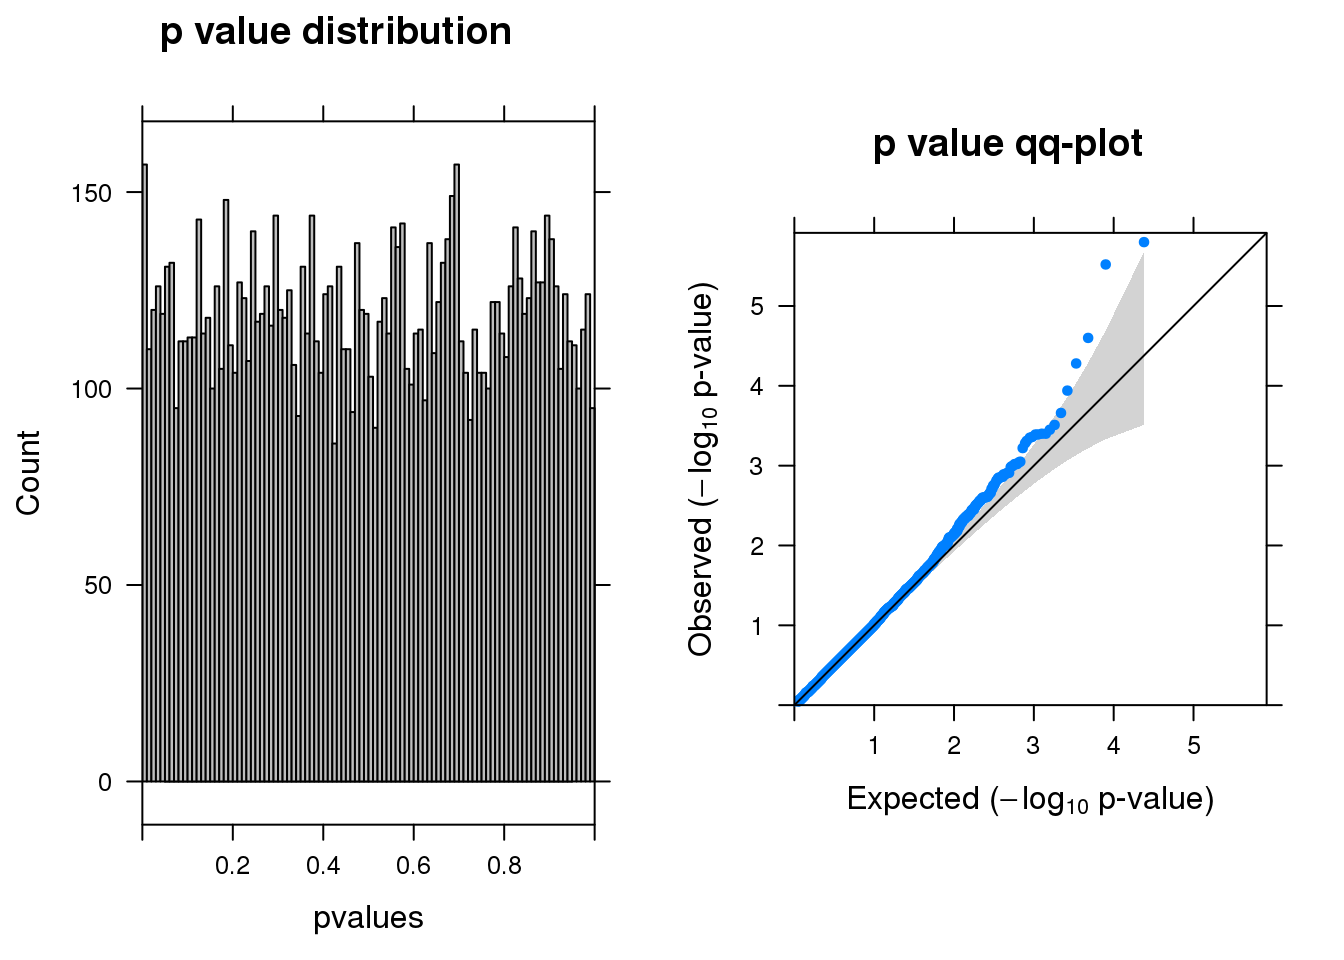 p value distribution
150
100
50
0
Count
0.2 0.4 0.6 0.8
pvalues
p value qq-plot
5
4
3
2
1
Observed (−log₁₀ p-value)
1 2 3 4 5
Expected (−log₁₀ p-value)